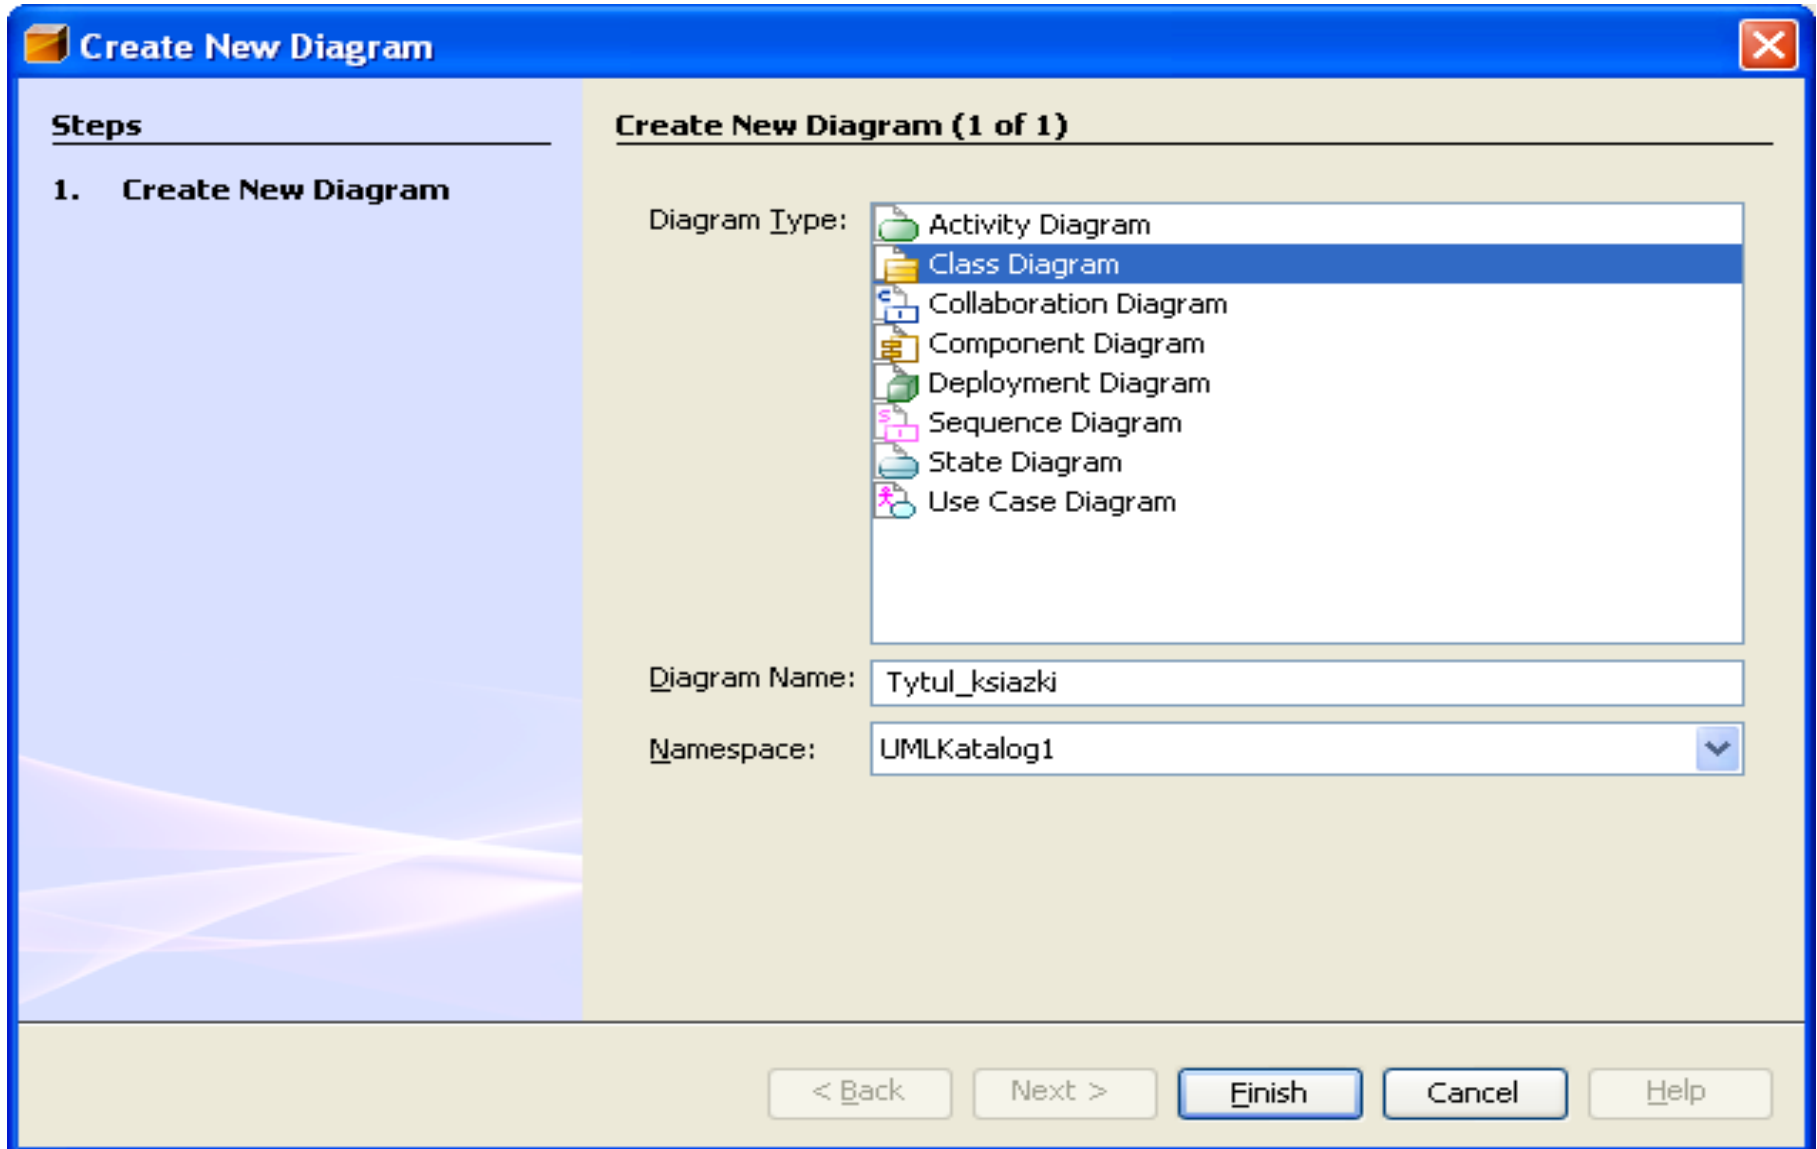 Create New Diagram
Steps
1. Create New Diagram
Create New Diagram (1 of 1)
Diagram Type:
Activity Diagram
Class Diagram
Collaboration Diagram
Component Diagram
Deployment Diagram
Sequence Diagram
State Diagram
Use Case Diagram
Diagram Name: Tytul_ksiazki
Namespace: UMLKatalog1
< Back Next > Finish Cancel Help